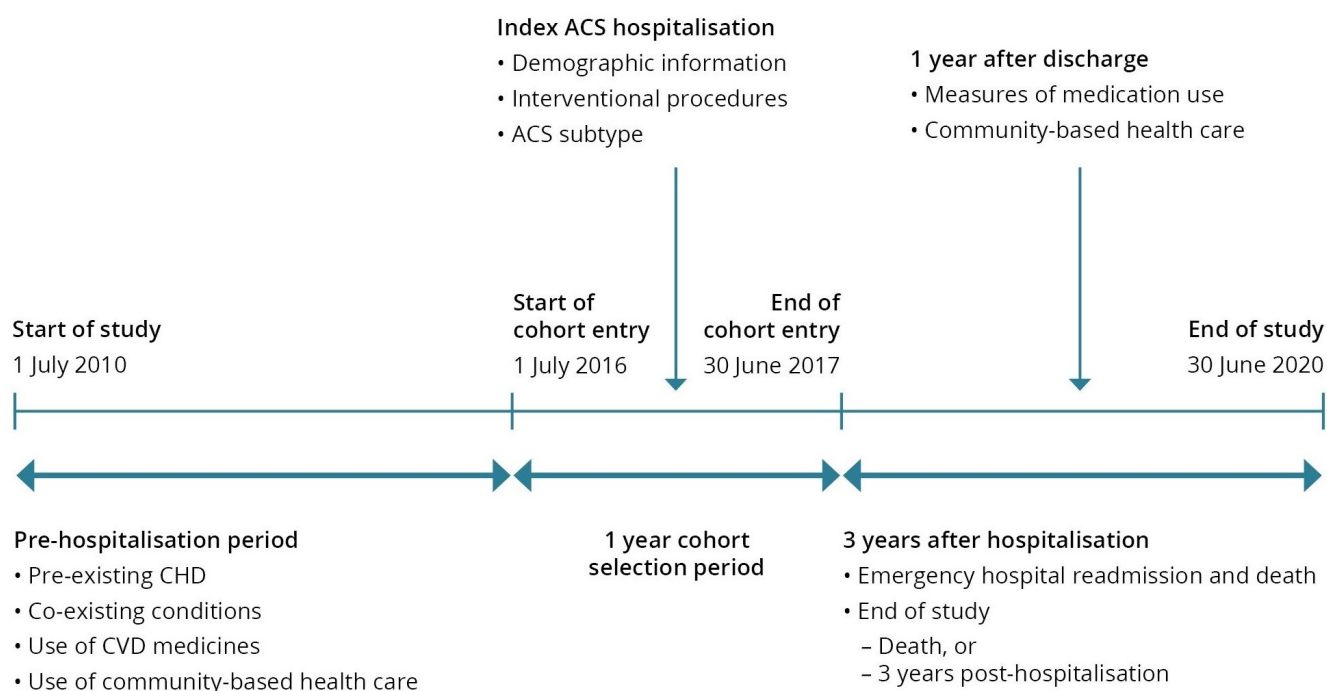 Index ACS hospitalisation
• Demographic information
• Interventional procedures
• ACS subtype
1 year after discharge
• Measures of medication use
• Community-based health care
Start of study
1 July 2010
Start of
cohort entry
1 July 2016
End of
cohort entry
30 June 2017
End of study
30 June 2020
Pre-hospitalisation period
• Pre-existing CHD
• Co-existing conditions
• Use of CVD medicines
• Use of community-based health care
1 year cohort
selection period
3 years after hospitalisation
• Emergency hospital readmission and death
• End of study
– Death, or
– 3 years post-hospitalisation